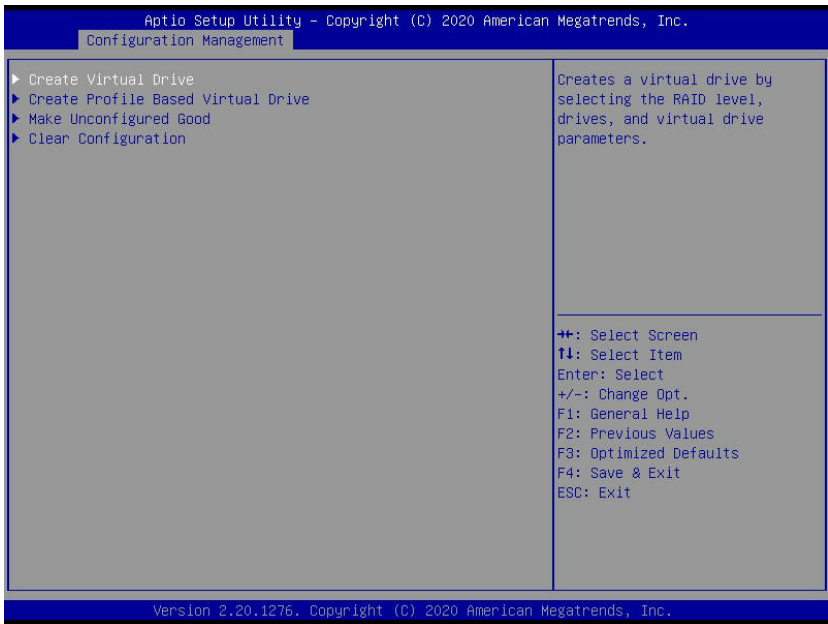 Aptio Setup Utility – Copyright (C) 2020 American Megatrends, Inc.
Configuration Management
▶ Create Virtual Drive
▶ Create Profile Based Virtual Drive
▶ Make Unconfigured Good
▶ Clear Configuration
Creates a virtual drive by
selecting the RAID level,
drives, and virtual drive
parameters.
→←: Select Screen
↑↓: Select Item
Enter: Select
+/-: Change Opt.
F1: General Help
F2: Previous Values
F3: Optimized Defaults
F4: Save & Exit
ESC: Exit
Version 2.20.1276. Copyright (C) 2020 American Megatrends, Inc.